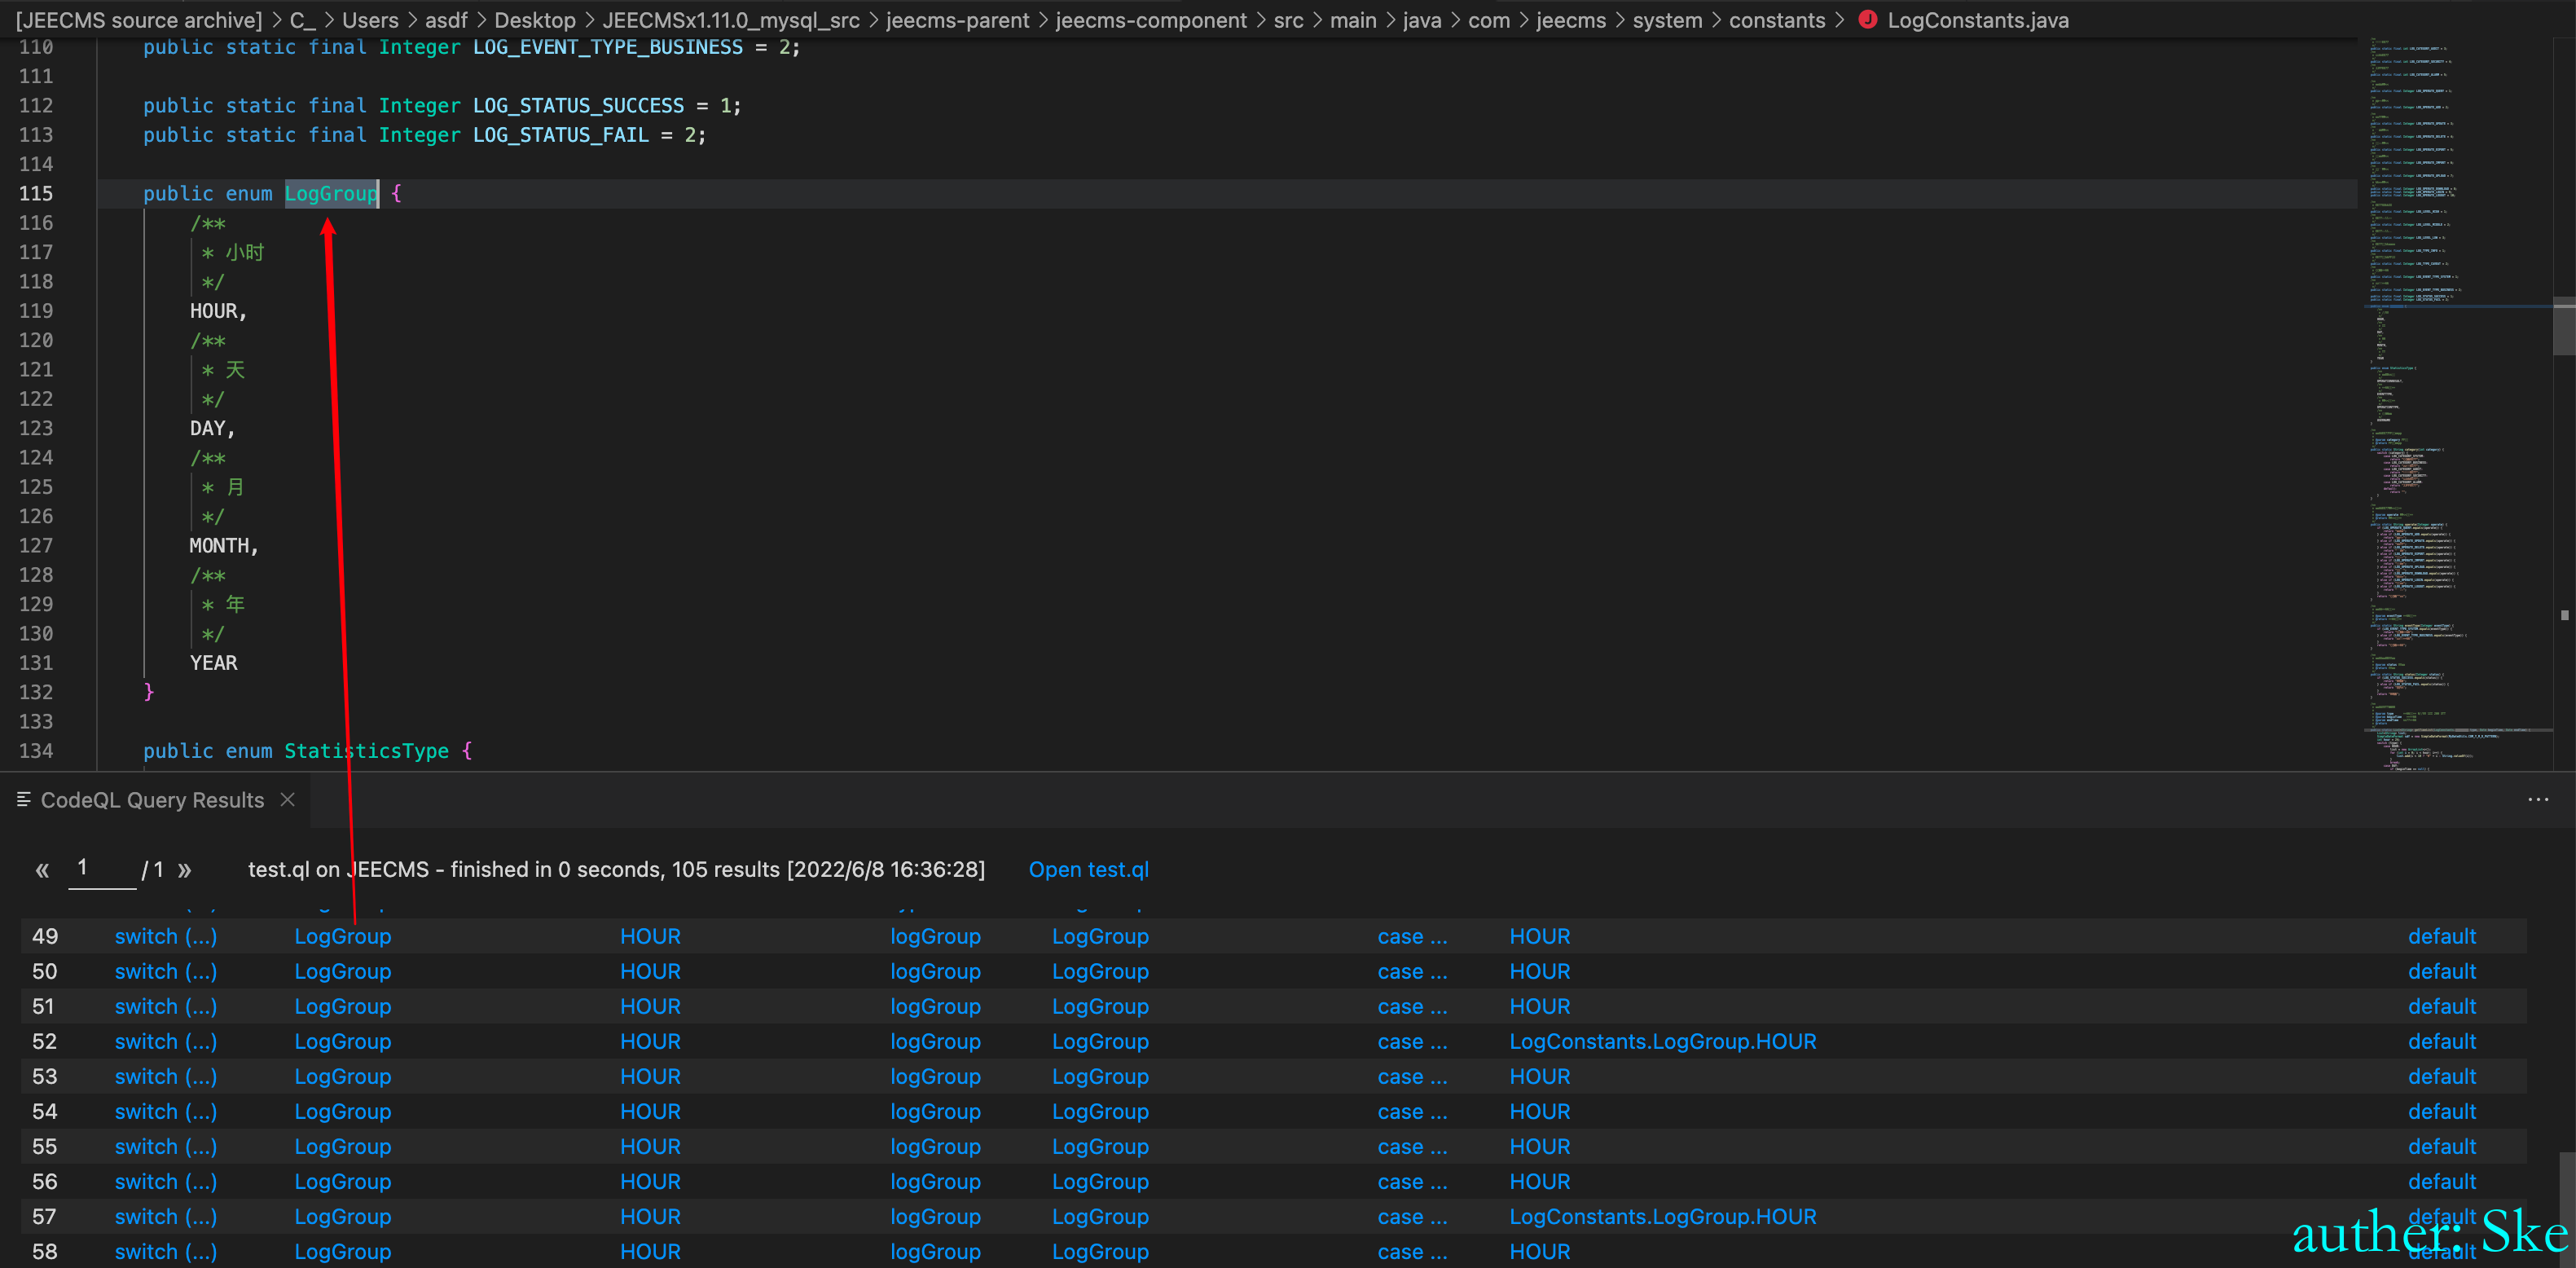 [JEECMS source archive] > C_ > Users > asdf > Desktop > JEECMSx1.11.0_mysql_src > jeecms-parent > jeecms-component > src > main > java > com > jeecms > system > constants > J LogConstants.java
110 public static final Integer LOG_EVENT_TYPE_BUSINESS = 2;
111
112 public static final Integer LOG_STATUS_SUCCESS = 1;
113 public static final Integer LOG_STATUS_FAIL = 2;
114
115 public enum LogGroup {
116 /**
117 * 小时
118 */
119 HOUR,
120 /**
121 * 天
122 */
123 DAY,
124 /**
125 * 月
126 */
127 MONTH,
128 /**
129 * 年
130 */
131 YEAR
132 }
133
134 public enum StatisticsType {
CodeQL Query Results
« 1 / 1 » test.ql on JEECMS - finished in 0 seconds, 105 results [2022/6/8 16:36:28] Open test.ql
49 switch (...) LogGroup HOUR logGroup LogGroup case ... HOUR default
50 switch (...) LogGroup HOUR logGroup LogGroup case ... HOUR default
51 switch (...) LogGroup HOUR logGroup LogGroup case ... HOUR default
52 switch (...) LogGroup HOUR logGroup LogGroup case ... LogConstants.LogGroup.HOUR default
53 switch (...) LogGroup HOUR logGroup LogGroup case ... HOUR default
54 switch (...) LogGroup HOUR logGroup LogGroup case ... HOUR default
55 switch (...) LogGroup HOUR logGroup LogGroup case ... HOUR default
56 switch (...) LogGroup HOUR logGroup LogGroup case ... HOUR default
57 switch (...) LogGroup HOUR logGroup LogGroup case ... LogConstants.LogGroup.HOUR default
58 switch (...) LogGroup HOUR logGroup LogGroup case ... HOUR default
auther: Ske